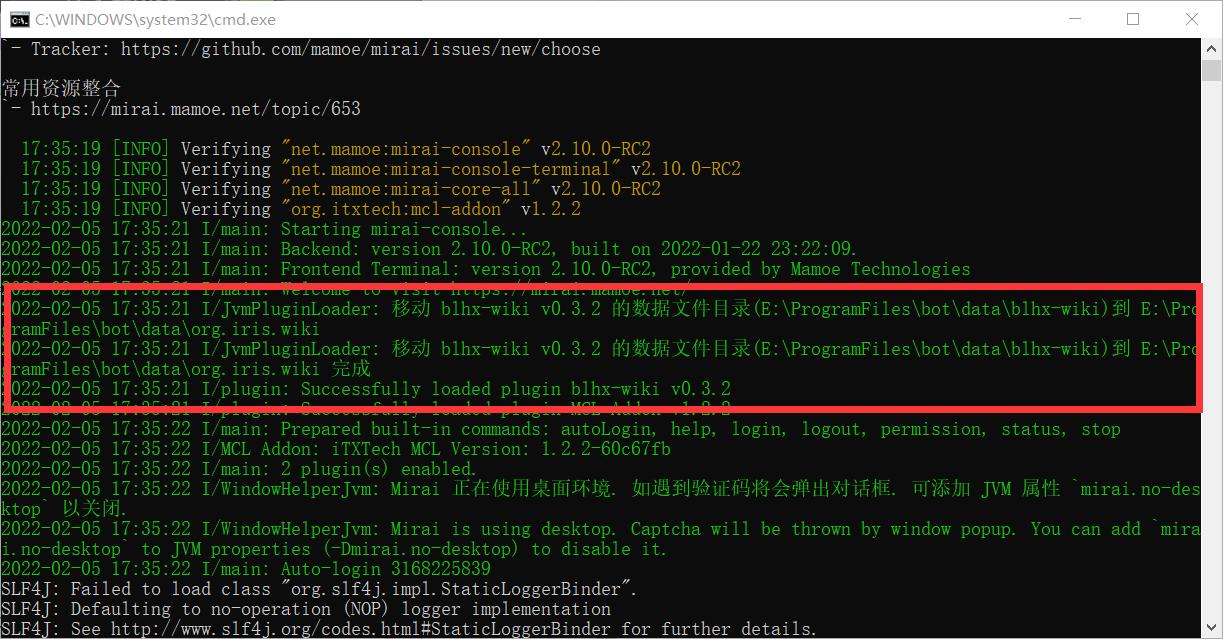 C:\WINDOWS\system32\cmd.exe
`- Tracker: https://github.com/mamoe/mirai/issues/new/choose
常用资源整合
`- https://mirai.mamoe.net/topic/653
17:35:19 [INFO] Verifying "net.mamoe:mirai-console" v2.10.0-RC2
17:35:19 [INFO] Verifying "net.mamoe:mirai-console-terminal" v2.10.0-RC2
17:35:19 [INFO] Verifying "net.mamoe:mirai-core-all" v2.10.0-RC2
17:35:19 [INFO] Verifying "org.itxtech:mcl-addon" v1.2.2
2022-02-05 17:35:21 I/main: Starting mirai-console...
2022-02-05 17:35:21 I/main: Backend: version 2.10.0-RC2, built on 2022-01-22 23:22:09.
2022-02-05 17:35:21 I/main: Frontend Terminal: version 2.10.0-RC2, provided by Mamoe Technologies
2022-02-05 17:35:21 I/main: Welcome to visit https://mirai.mamoe.net/
2022-02-05 17:35:21 I/JvmPluginLoader: 移动 blhx-wiki v0.3.2 的数据文件目录(E:\ProgramFiles\bot\data\blhx-wiki)到 E:\Pro
gramFiles\bot\data\org.iris.wiki
2022-02-05 17:35:21 I/JvmPluginLoader: 移动 blhx-wiki v0.3.2 的数据文件目录(E:\ProgramFiles\bot\data\blhx-wiki)到 E:\Pro
gramFiles\bot\data\org.iris.wiki 完成
2022-02-05 17:35:21 I/plugin: Successfully loaded plugin blhx-wiki v0.3.2
2022-02-05 17:35:21 I/plugin: Successfully loaded plugin MCL Addon v1.2.2
2022-02-05 17:35:22 I/main: Prepared built-in commands: autoLogin, help, login, logout, permission, status, stop
2022-02-05 17:35:22 I/MCL Addon: iTXTech MCL Version: 1.2.2-60c67fb
2022-02-05 17:35:22 I/main: 2 plugin(s) enabled.
2022-02-05 17:35:22 I/WindowHelperJvm: Mirai 正在使用桌面环境. 如遇到验证码将会弹出对话框. 可添加 JVM 属性 `mirai.no-des
ktop` 以关闭.
2022-02-05 17:35:22 I/WindowHelperJvm: Mirai is using desktop. Captcha will be thrown by window popup. You can add `mira
i.no-desktop` to JVM properties (-Dmirai.no-desktop) to disable it.
2022-02-05 17:35:22 I/main: Auto-login 3168225839
SLF4J: Failed to load class "org.slf4j.impl.StaticLoggerBinder".
SLF4J: Defaulting to no-operation (NOP) logger implementation
SLF4J: See http://www.slf4j.org/codes.html#StaticLoggerBinder for further details.